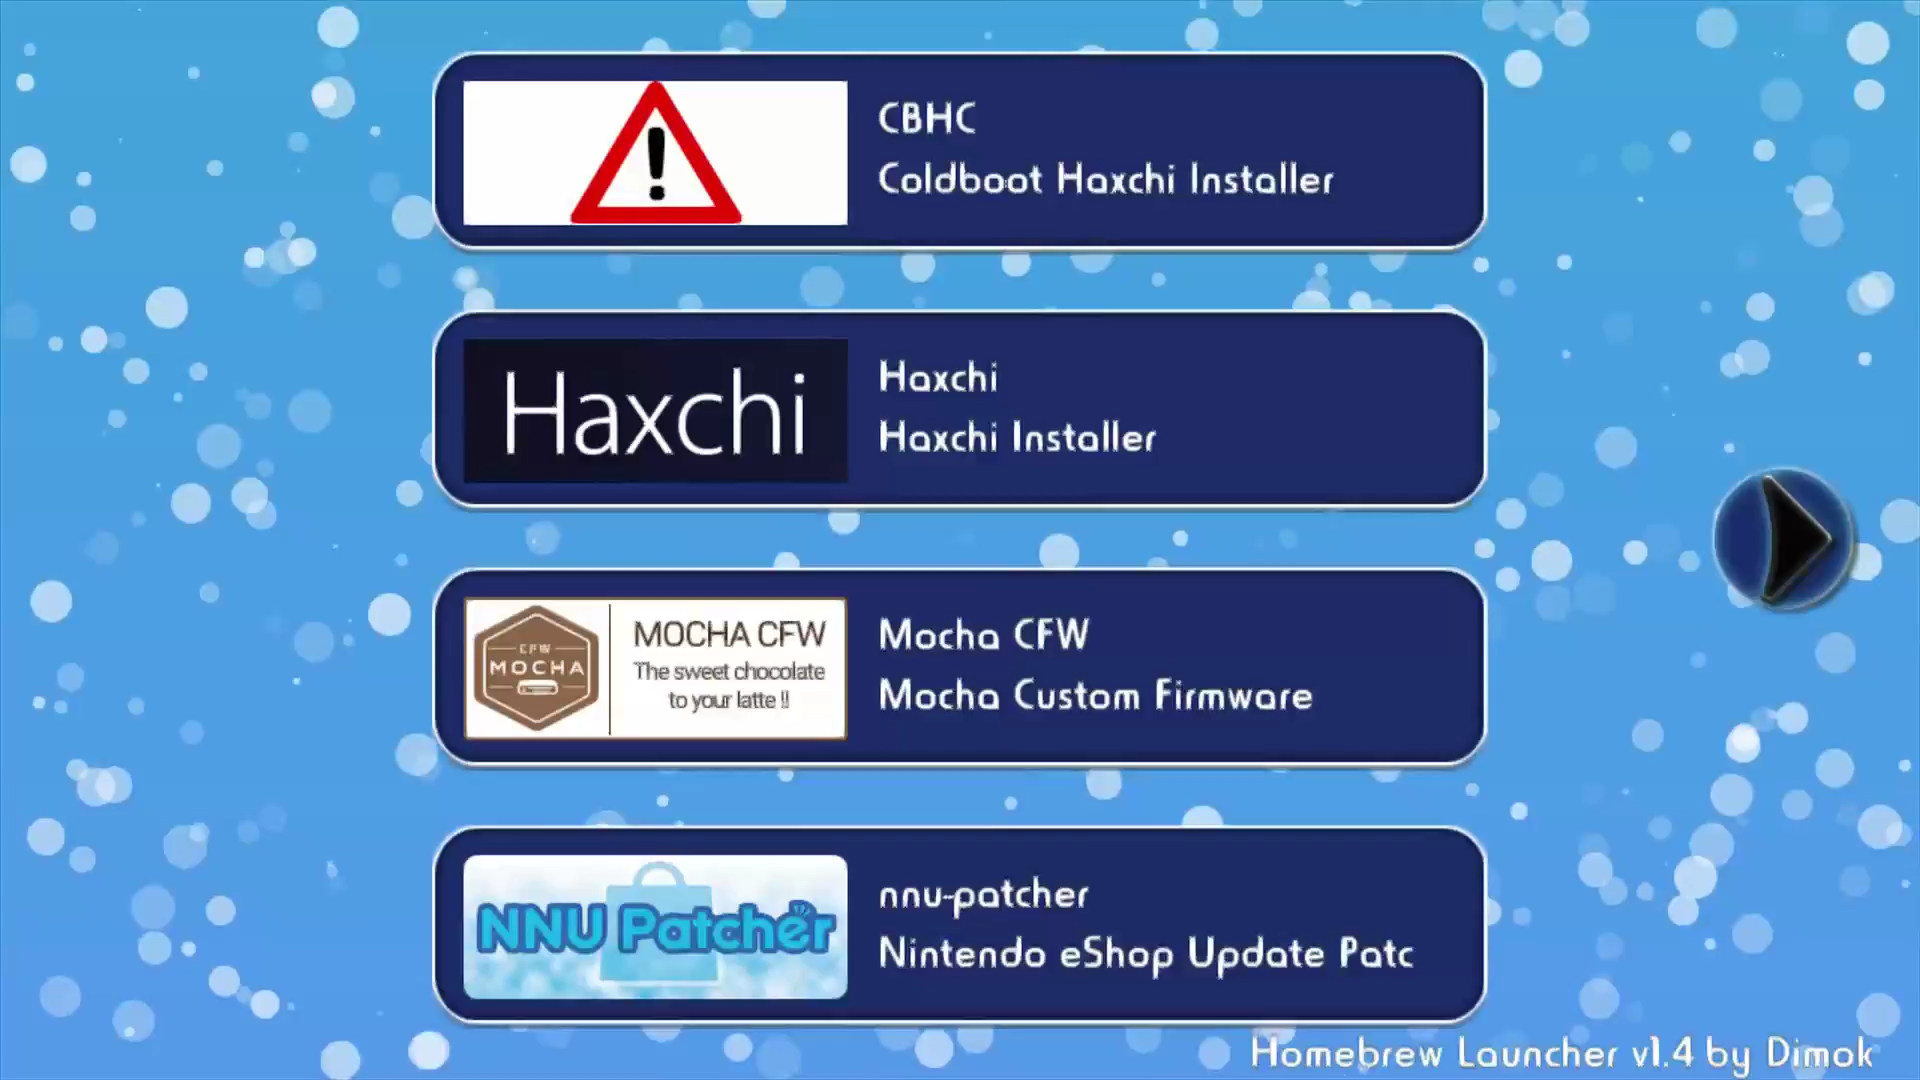 !
CBHC
Coldboot Haxchi Installer
Haxchi
Haxchi
Haxchi Installer
CFW
MOCHA
MOCHA CFW
The sweet chocolate
to your latte !!
Mocha CFW
Mocha Custom Firmware
NNU Patcher
nnu-patcher
Nintendo eShop Update Patc
Homebrew Launcher v1.4 by Dimok